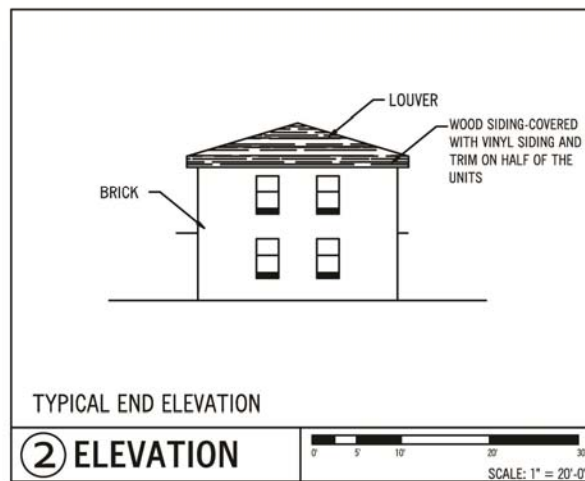 LOUVER
WOOD SIDING-COVERED
WITH VINYL SIDING AND
TRIM ON HALF OF THE
UNITS
BRICK
TYPICAL END ELEVATION
2 ELEVATION
0' 5' 10' 20' 30
SCALE: 1" = 20'-0